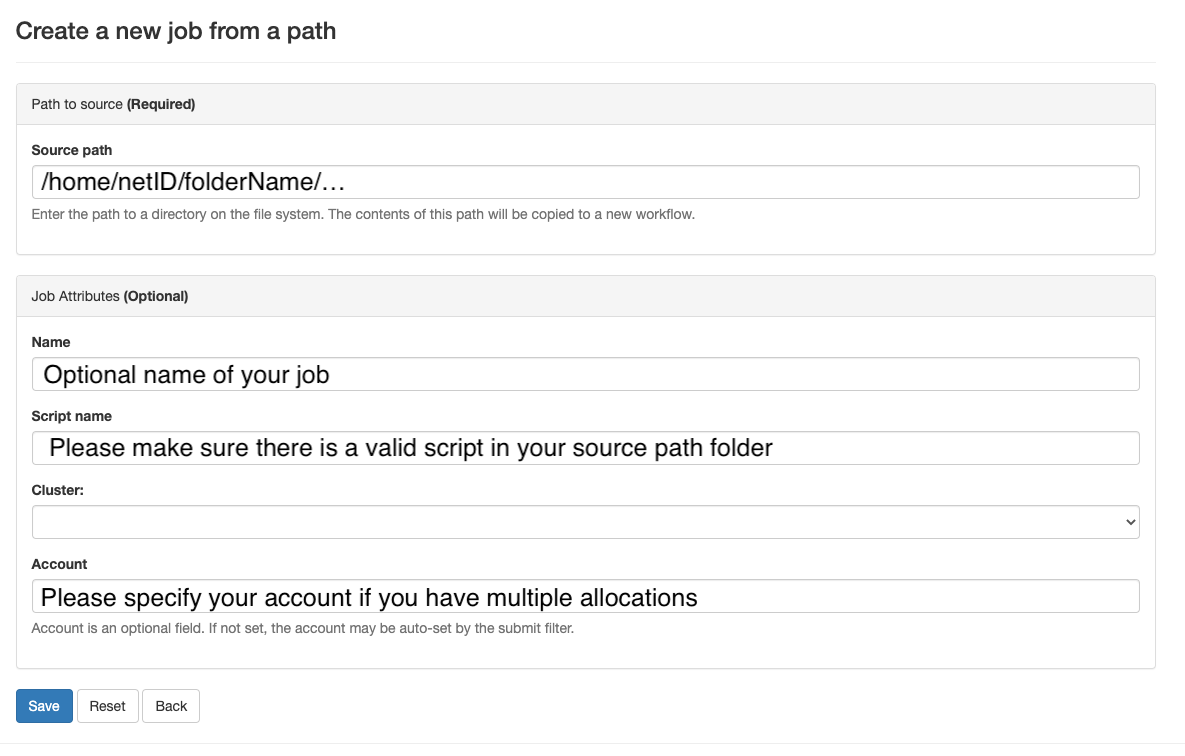 Create a new job from a path
Path to source (Required)
Source path
/home/netID/folderName/…
Enter the path to a directory on the file system. The contents of this path will be copied to a new workflow.
Job Attributes (Optional)
Name
Optional name of your job
Script name
Please make sure there is a valid script in your source path folder
Cluster:
Account
Please specify your account if you have multiple allocations
Account is an optional field. If not set, the account may be auto-set by the submit filter.
Save Reset Back